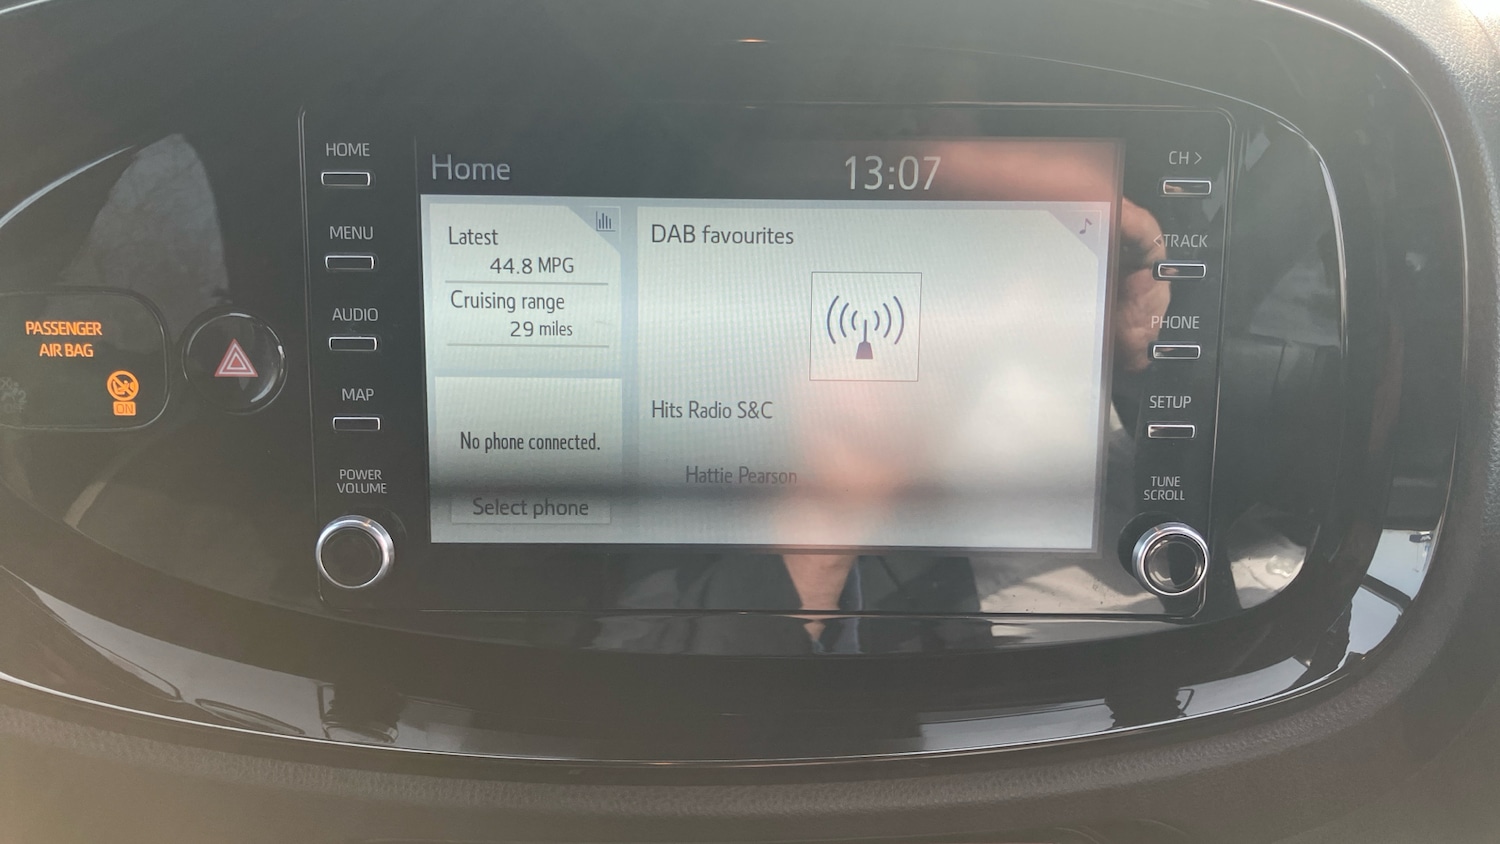 HOME
MENU
AUDIO
MAP
POWER
VOLUME
PASSENGER
AIR BAG
ON
Home
13:07
Latest
44.8 MPG
Cruising range
29 miles
No phone connected.
Select phone
DAB favourites
Hits Radio S&C
Hattie Pearson
CH >
<TRACK
PHONE
SETUP
TUNE
SCROLL